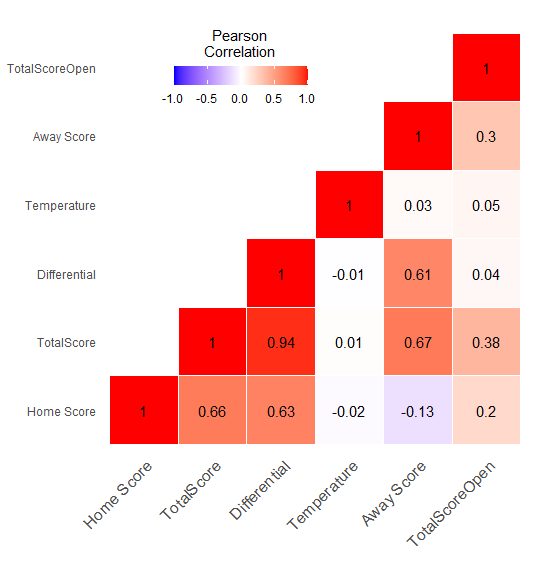 Pearson
Correlation
-1.0 -0.5 0.0 0.5 1.0
TotalScoreOpen 1
Away Score 1 0.3
Temperature 1 0.03 0.05
Differential 1 -0.01 0.61 0.04
TotalScore 1 0.94 0.01 0.67 0.38
Home Score 1 0.66 0.63 -0.02 -0.13 0.2
Home Score TotalScore Differential Temperature Away Score TotalScoreOpen